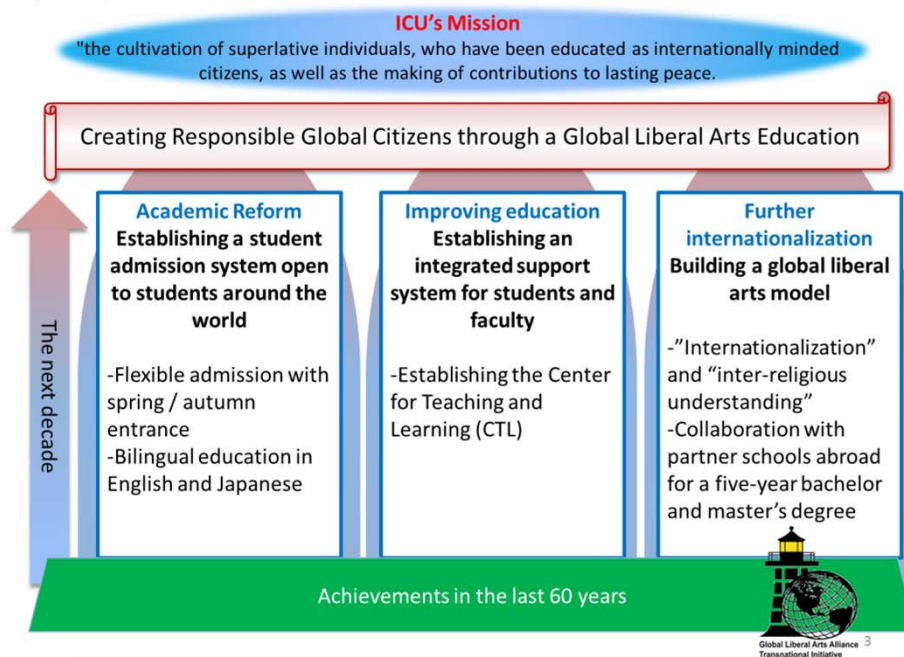 ICU's Mission
"the cultivation of superlative individuals, who have been educated as internationally minded
citizens, as well as the making of contributions to lasting peace.
Creating Responsible Global Citizens through a Global Liberal Arts Education
The next decade
Academic Reform
Establishing a student
admission system open
to students around the
world
-Flexible admission with
spring / autumn
entrance
-Bilingual education in
English and Japanese
Improving education
Establishing an
integrated support
system for students and
faculty
-Establishing the Center
for Teaching and
Learning (CTL)
Further
internationalization
Building a global liberal
arts model
-”Internationalization”
and “inter-religious
understanding”
-Collaboration with
partner schools abroad
for a five-year bachelor
and master’s degree
Achievements in the last 60 years
Global Liberal Arts Alliance
Transnational Initiative
3